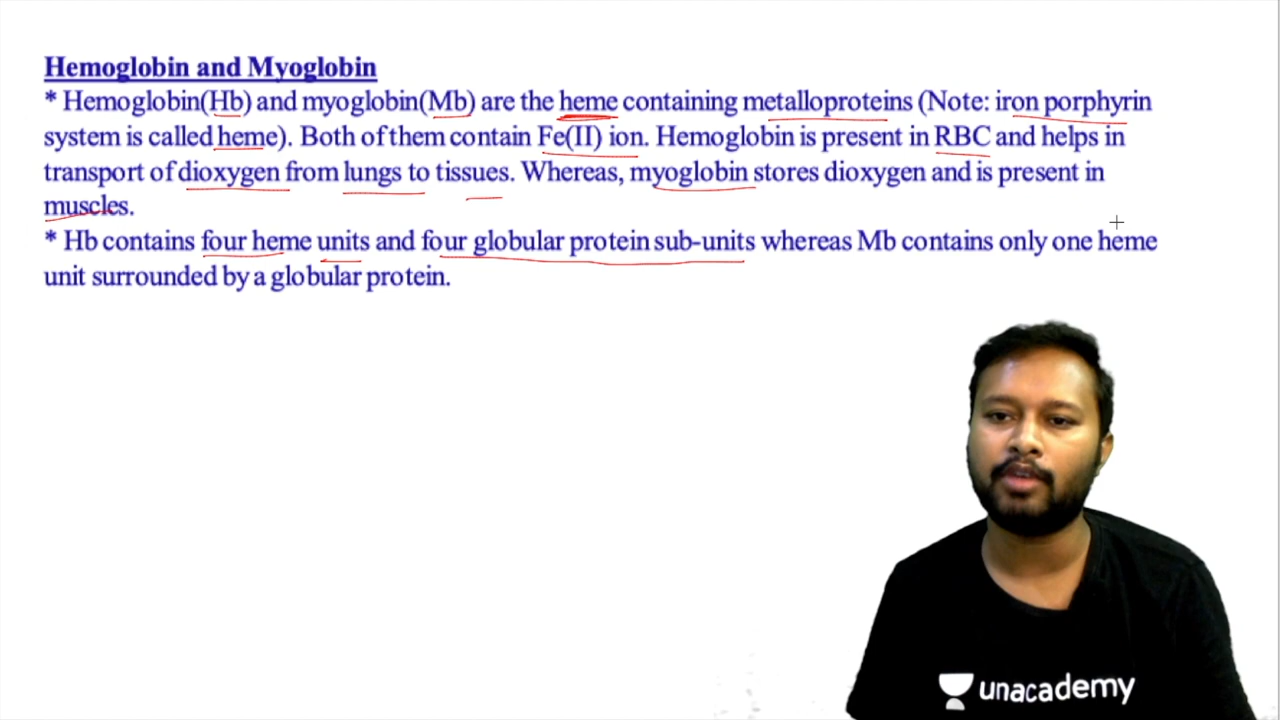 Hemoglobin and Myoglobin
* Hemoglobin(Hb) and myoglobin(Mb) are the heme containing metalloproteins (Note: iron porphyrin
system is called heme). Both of them contain Fe(II) ion. Hemoglobin is present in RBC and helps in
transport of dioxygen from lungs to tissues. Whereas, myoglobin stores dioxygen and is present in
muscles.
* Hb contains four heme units and four globular protein sub-units whereas Mb contains only one heme
unit surrounded by a globular protein.
unacademy